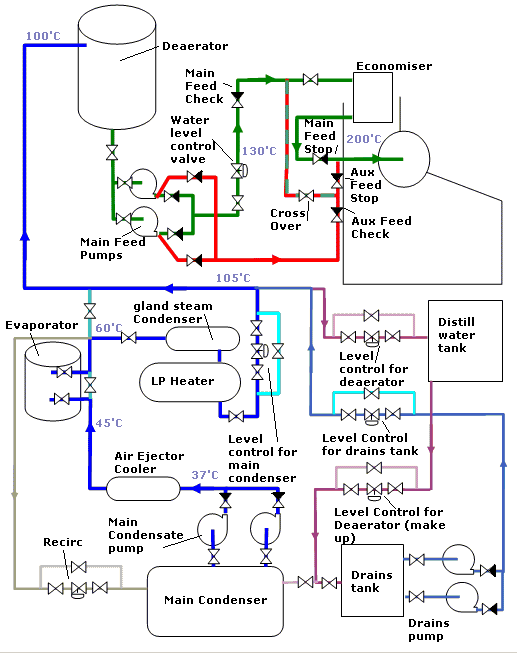 100'C
Deaerator
Economiser
Main
Feed
Check
Water
level
control
valve
130'C
Main
Feed
Stop/
200'C
Aux
Feed
Stop
Cross
Over
Aux Feed
Check
Main Feed
Pumps
105'C
gland steam
Condenser
Evaporator
60'C
LP Heater
Distill
water
tank
Level
control for
deaerator
45'C
Level
control for
main
condenser
Level Control
for drains tank
Air Ejector
Cooler
37'C
Level Control for
Deaerator (make
up)
Main
Condensate
pump
Recirc
Main Condenser
Drains
tank
Drains
pump